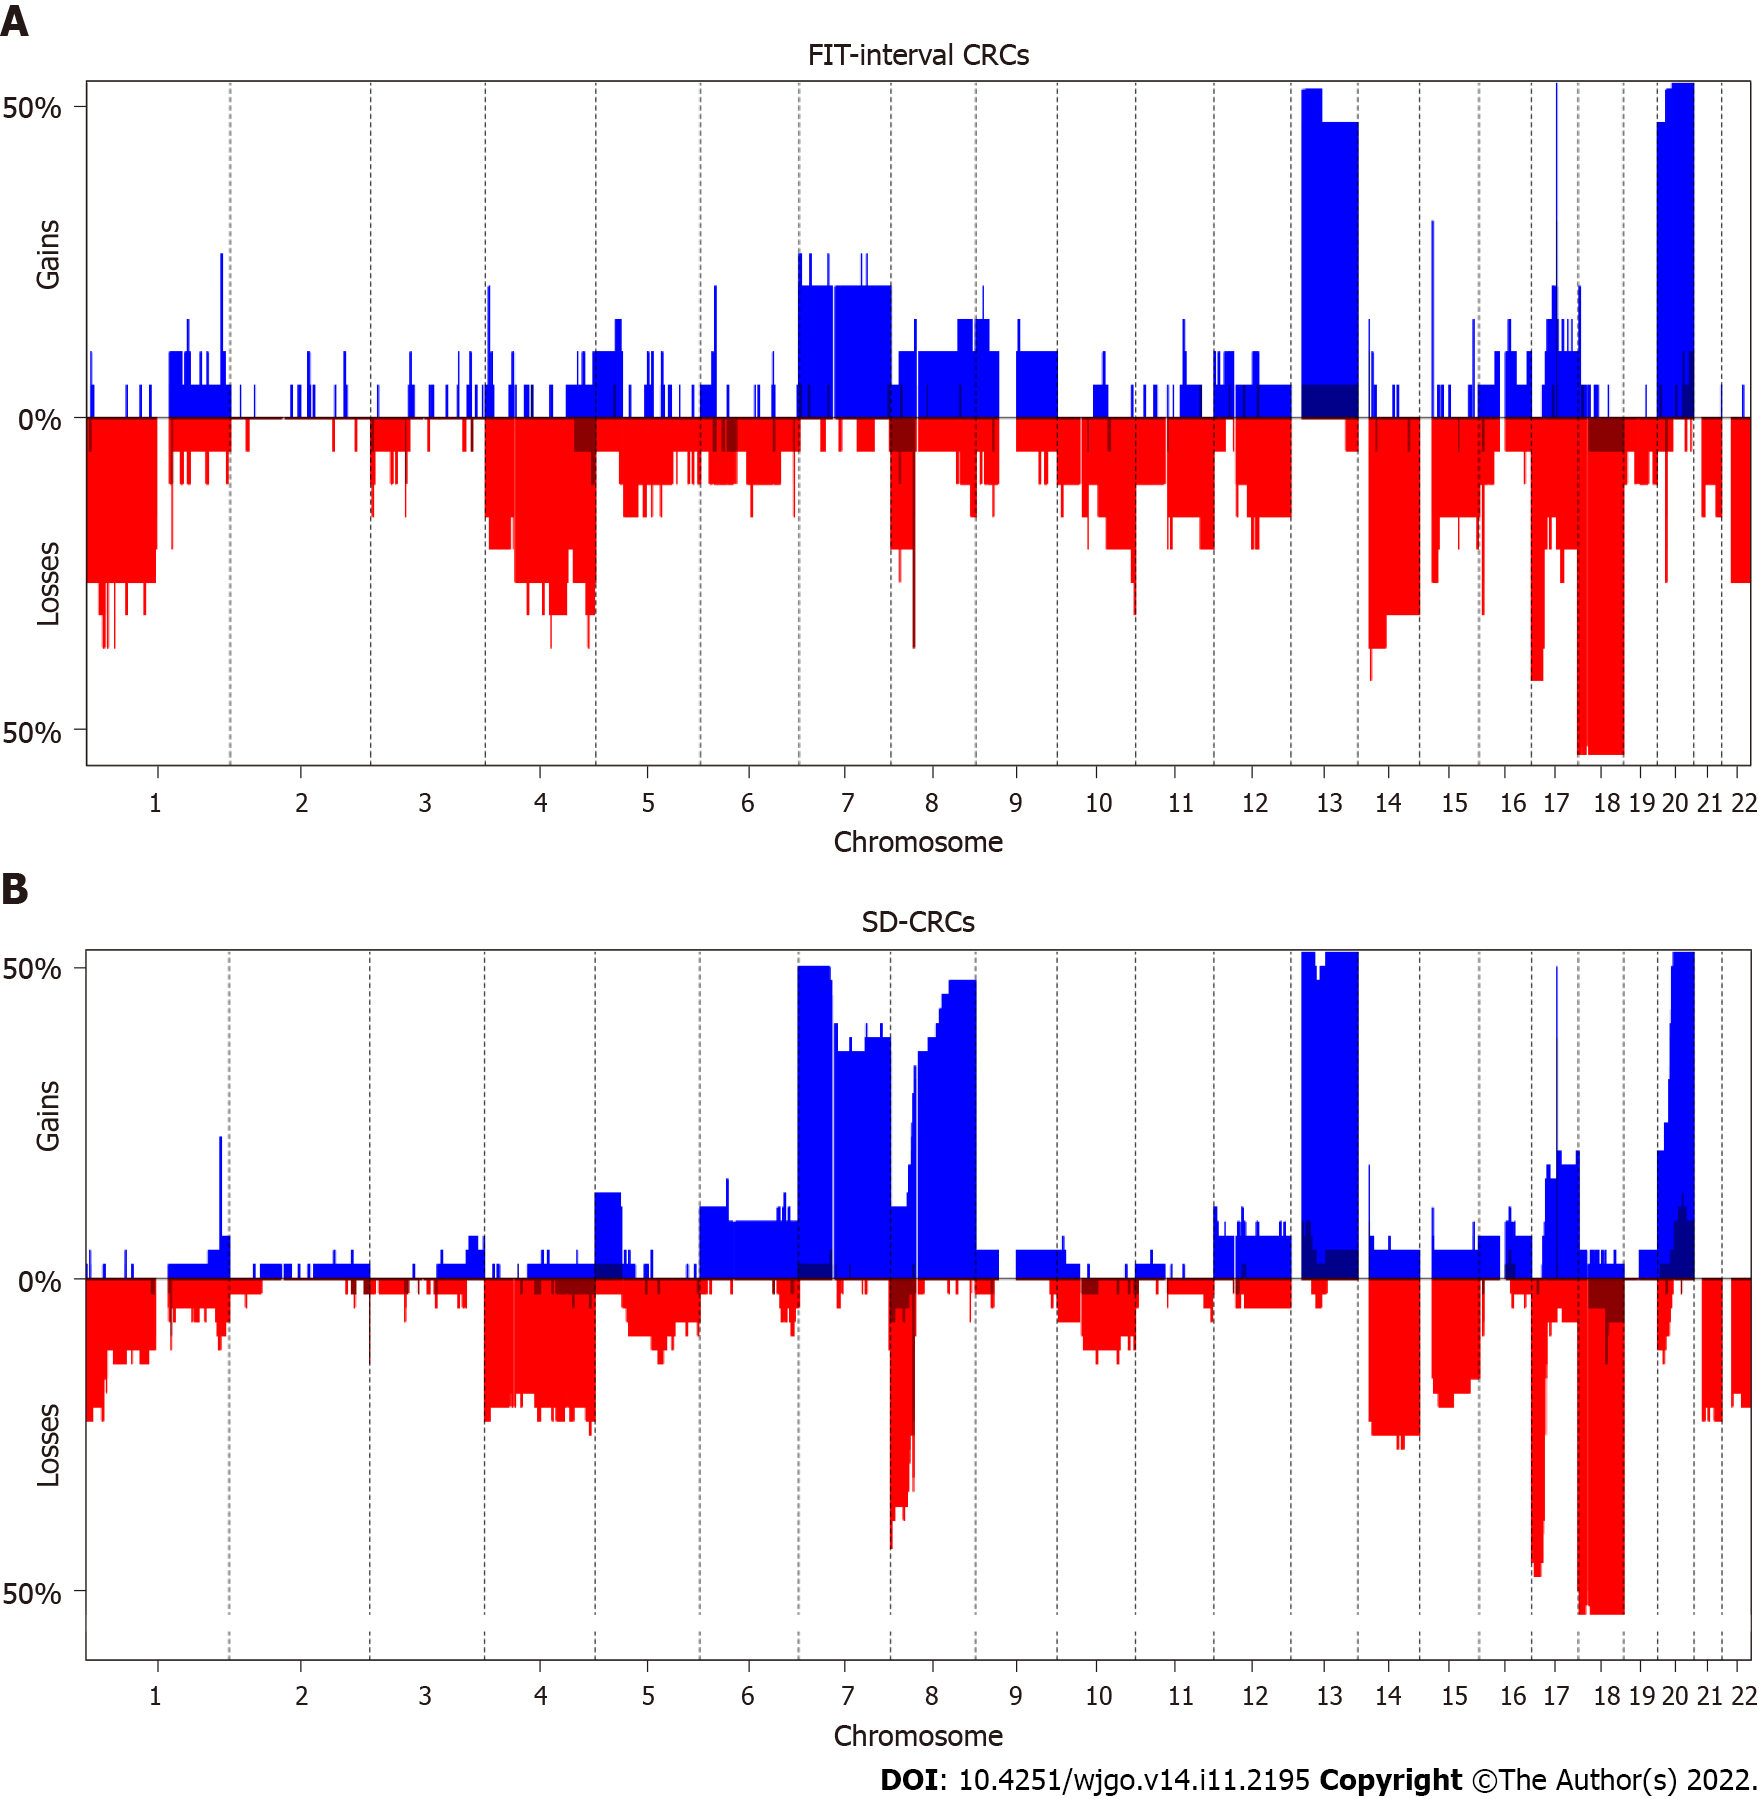 A
FIT-interval CRCs
50%
Gains
0%
Losses
50%
1 2 3 4 5 6 7 8 9 10 11 12 13 14 15 16 17 18 19 20 21 22
Chromosome
B
SD-CRCs
50%
Gains
0%
Losses
50%
1 2 3 4 5 6 7 8 9 10 11 12 13 14 15 16 17 18 19 20 21 22
Chromosome
DOI: 10.4251/wjgo.v14.i11.2195 Copyright ©The Author(s) 2022.